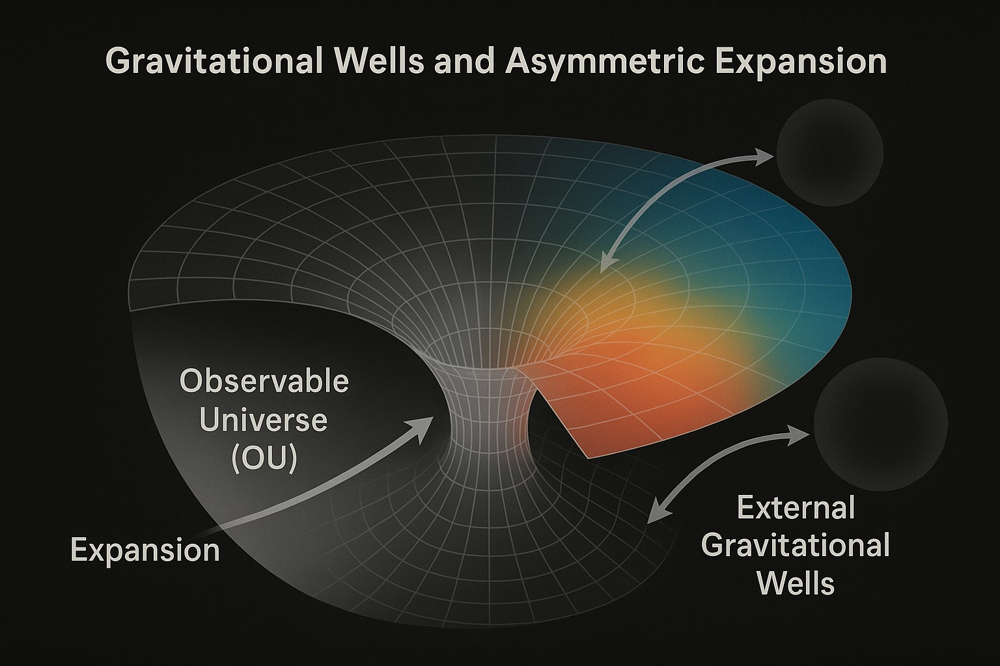 Gravitational Wells and Asymmetric Expansion
Observable
Universe
(OU)
Expansion
External
Gravitational
Wells